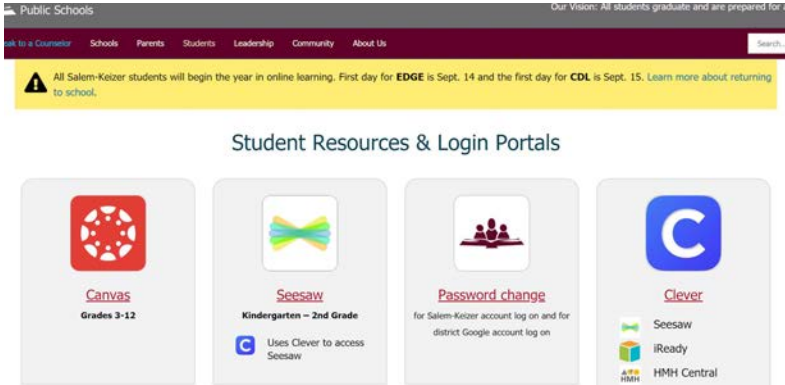 Public Schools
Our Vision: All students graduate and are prepared for a
eak to a Counselor Schools Parents Students Leadership Community About Us
Search...
All Salem-Keizer students will begin the year in online learning. First day for EDGE is Sept. 14 and the first day for CDL is Sept. 15. Learn more about returning
to school.
Student Resources & Login Portals
Canvas
Grades 3-12
Seesaw
Kindergarten – 2nd Grade
Uses Clever to access
Seesaw
Password change
for Salem-Keizer account log on and for
district Google account log on
C
Clever
Seesaw
iReady
HMH
HMH Central